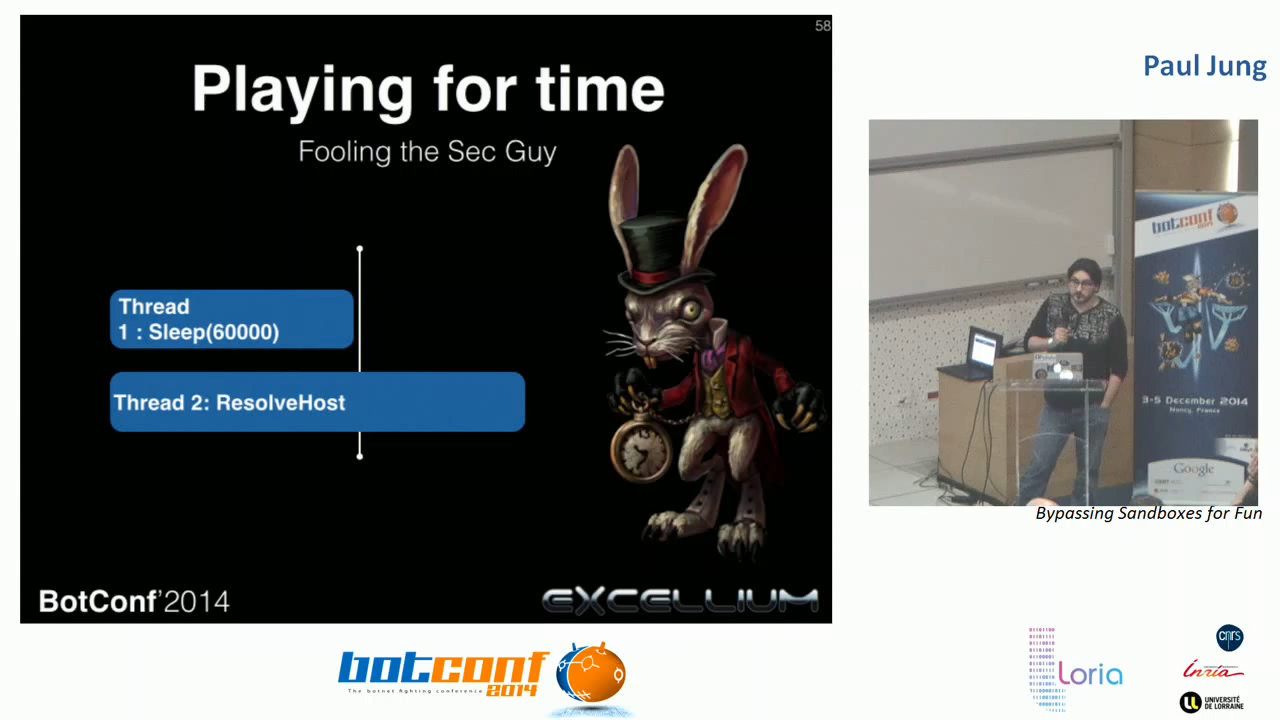 58
Playing for time
Fooling the Sec Guy
Thread
1 : Sleep(60000)
Thread 2: ResolveHost
BotConf'2014
EXCELLIUM
Paul Jung
botconf
2014
3-5 December 2014
Nancy, France
Google
Bypassing Sandboxes for Fun
botconf
The botnet fighting conference 2014
Loria
cnrs
Inria
UNIVERSITÉ
DE LORRAINE